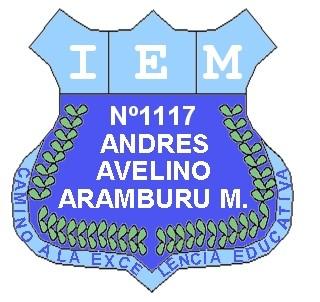 I E M
Nº1117
ANDRES
AVELINO
ARAMBURU M.
CAMINO A LA EXCELENCIA EDUCATIVA